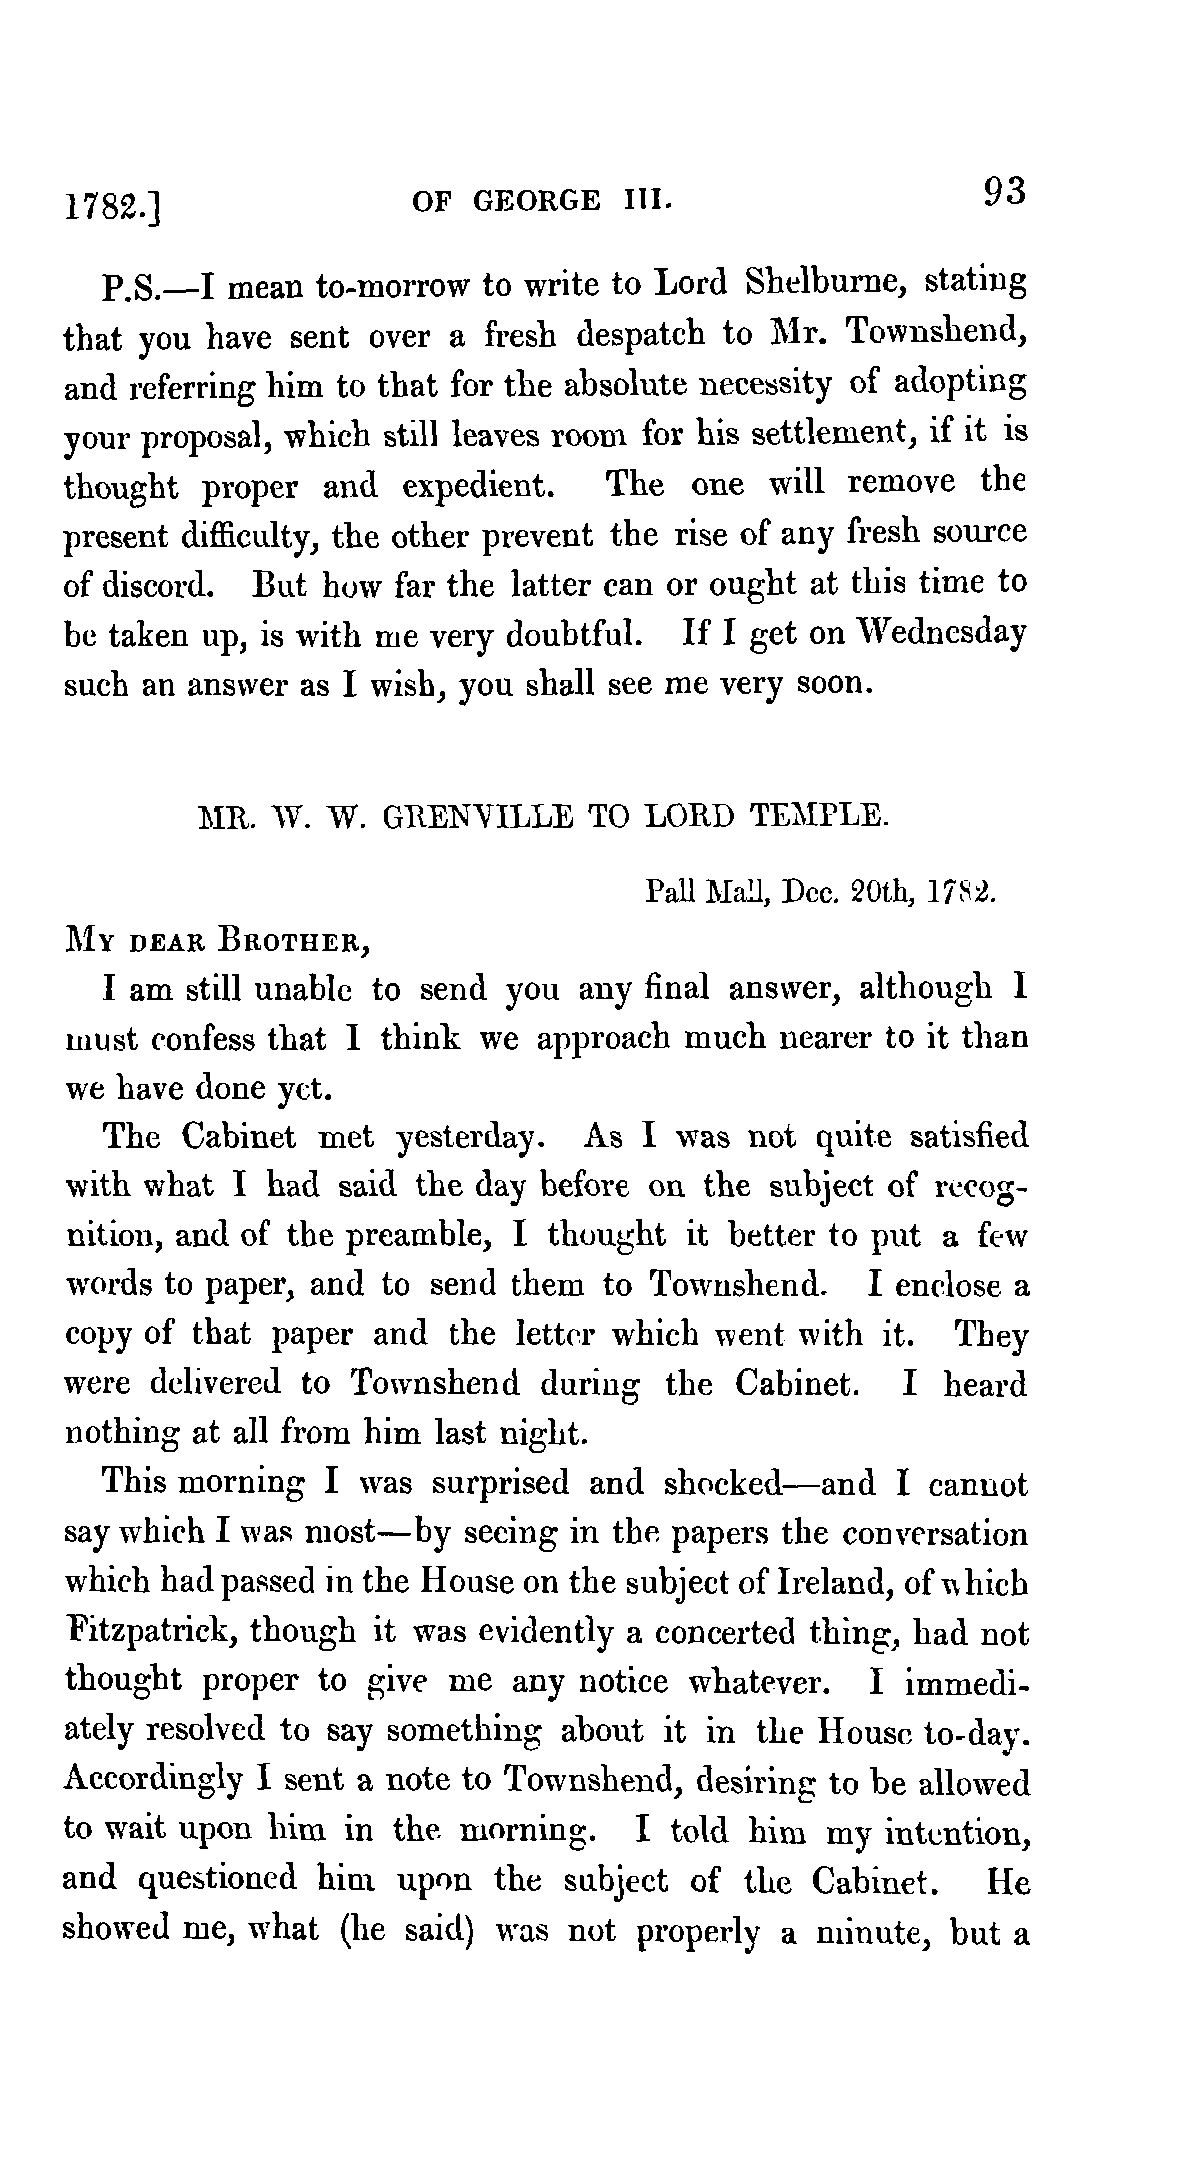 1782.] OF GEORGE III. 93
P.S.—I mean to-morrow to write to Lord Shelburne, stating
that you have sent over a fresh despatch to Mr. Townshend,
and referring him to that for the absolute necessity of adopting
your proposal, which still leaves room for his settlement, if it is
thought proper and expedient. The one will remove the
present difficulty, the other prevent the rise of any fresh source
of discord. But how far the latter can or ought at this time to
be taken up, is with me very doubtful. If I get on Wednesday
such an answer as I wish, you shall see me very soon.
MR. W. W. GRENVILLE TO LORD TEMPLE.
Pall Mall, Dec. 20th, 1782.
MY DEAR BROTHER,
I am still unable to send you any final answer, although I
must confess that I think we approach much nearer to it than
we have done yet.
The Cabinet met yesterday. As I was not quite satisfied
with what I had said the day before on the subject of recog-
nition, and of the preamble, I thought it better to put a few
words to paper, and to send them to Townshend. I enclose a
copy of that paper and the letter which went with it. They
were delivered to Townshend during the Cabinet. I heard
nothing at all from him last night.
This morning I was surprised and shocked—and I cannot
say which I was most—by seeing in the papers the conversation
which had passed in the House on the subject of Ireland, of which
Fitzpatrick, though it was evidently a concerted thing, had not
thought proper to give me any notice whatever. I immedi-
ately resolved to say something about it in the House to-day.
Accordingly I sent a note to Townshend, desiring to be allowed
to wait upon him in the morning. I told him my intention,
and questioned him upon the subject of the Cabinet. He
showed me, what (he said) was not properly a minute, but a